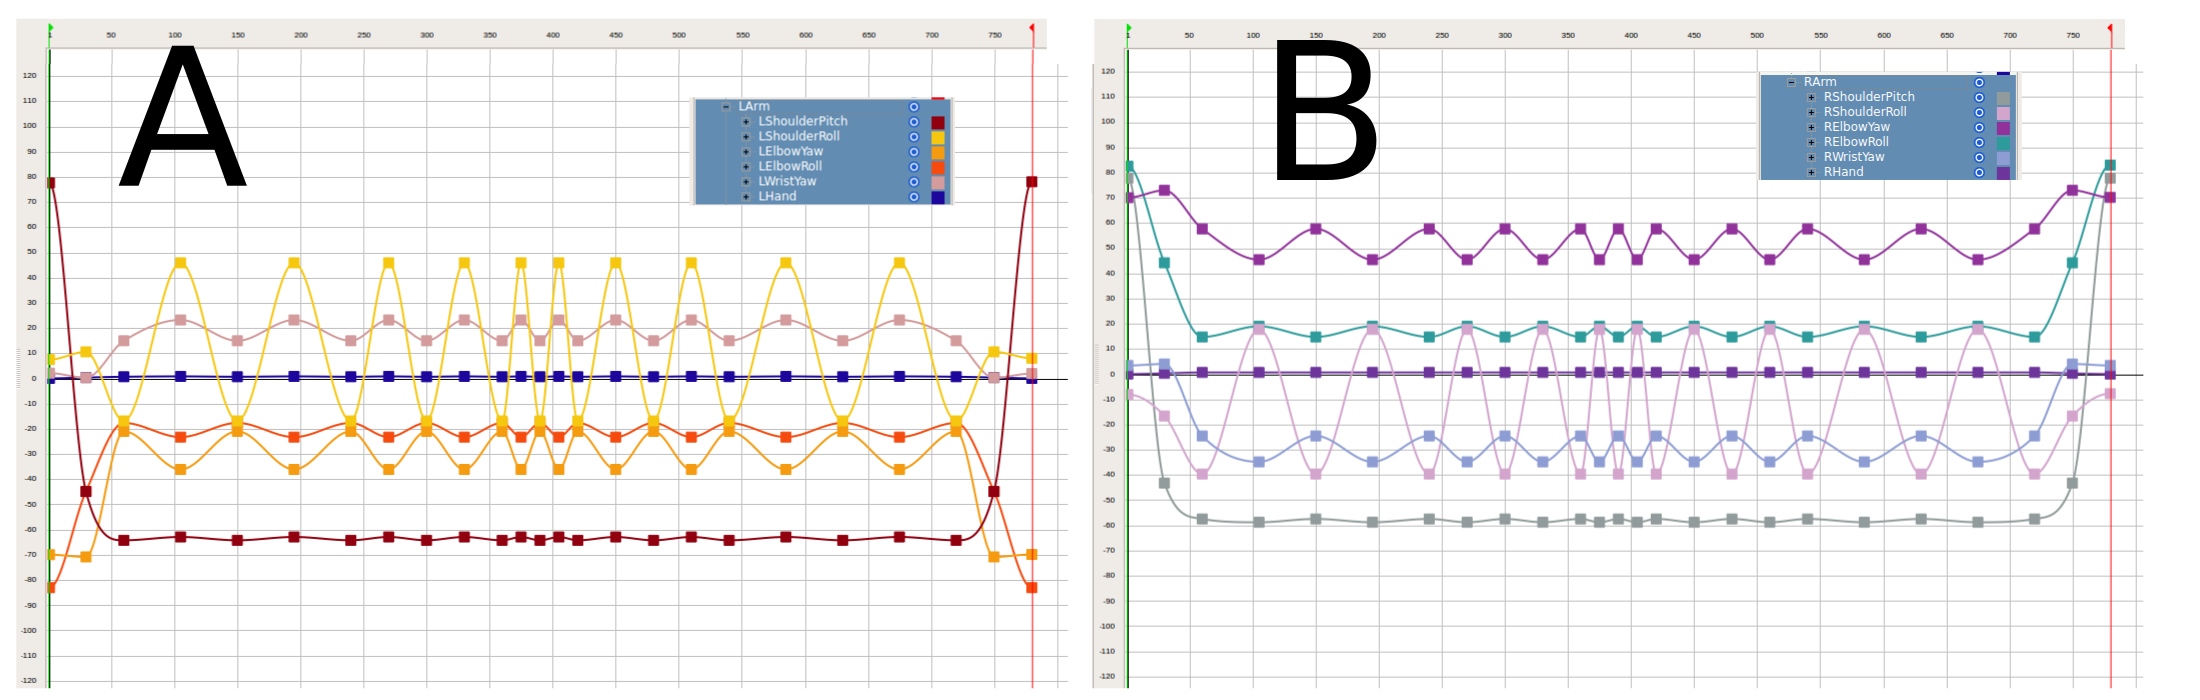 1 50 100 150 200 250 300 350 400 450 500 550 600 650 700 750
A
120
110
100
90
80
70
60
50
40
30
20
10
0
-10
-20
-30
-40
-50
-60
-70
-80
-90
-100
-110
-120
LArm
LShoulderPitch
LShoulderRoll
LElbowYaw
LElbowRoll
LWristYaw
LHand
1 50 100 150 200 250 300 350 400 450 500 550 600 650 700 750
B
120
110
100
90
80
70
60
50
40
30
20
10
0
-10
-20
-30
-40
-50
-60
-70
-80
-90
-100
-110
-120
RArm
RShoulderPitch
RShoulderRoll
RElbowYaw
RElbowRoll
RWristYaw
RHand